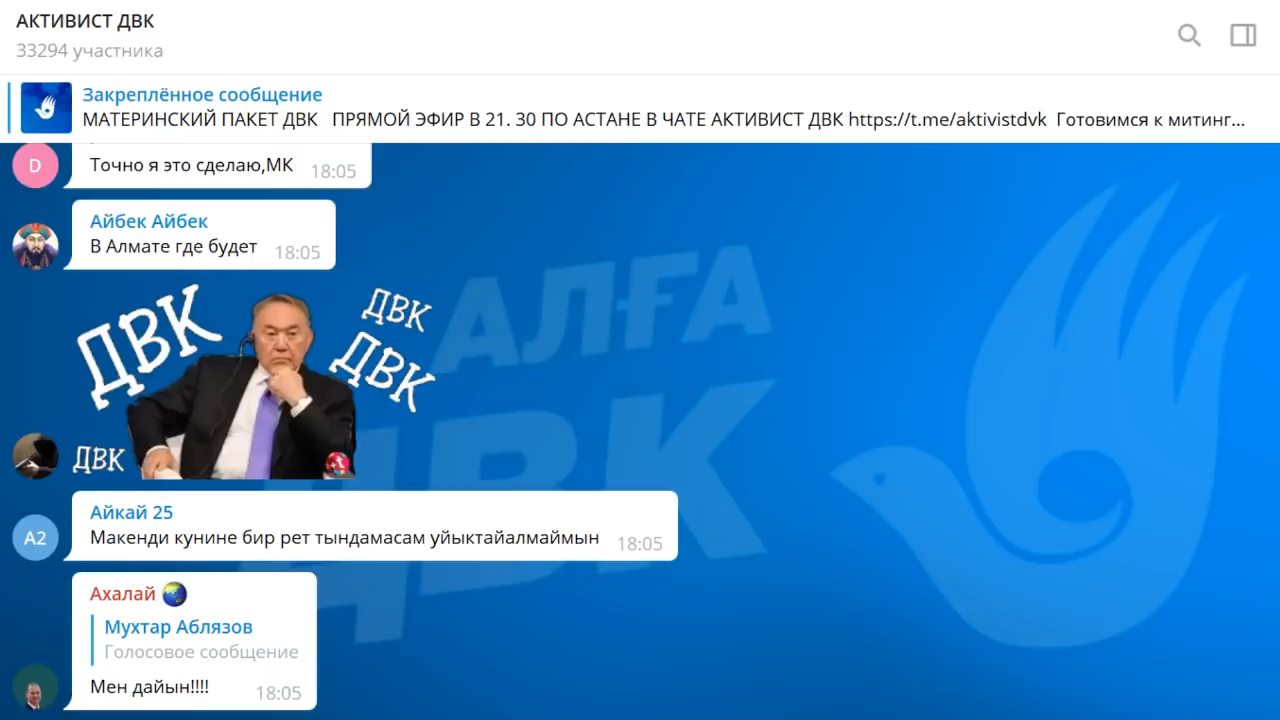 АКТИВИСТ ДВК
33294 участника
Закреплённое сообщение
МАТЕРИНСКИЙ ПАКЕТ ДВК ПРЯМОЙ ЭФИР В 21. 30 ПО АСТАНЕ В ЧАТЕ АКТИВИСТ ДВК https://t.me/aktivistdvk Готовимся к митинг...
D
Точно я это сделаю,МК 18:05
Айбек Айбек
В Алмате где будет 18:05
ДВК
ДВК
ДВК
ДВК
АЛҒА
ДВК
Айкай 25
A2
Макенди кунине бир рет тындамасам уйыктайалмаймын 18:05
Ахалай
Мухтар Аблязов
Голосовое сообщение
Мен дайын!!!! 18:05